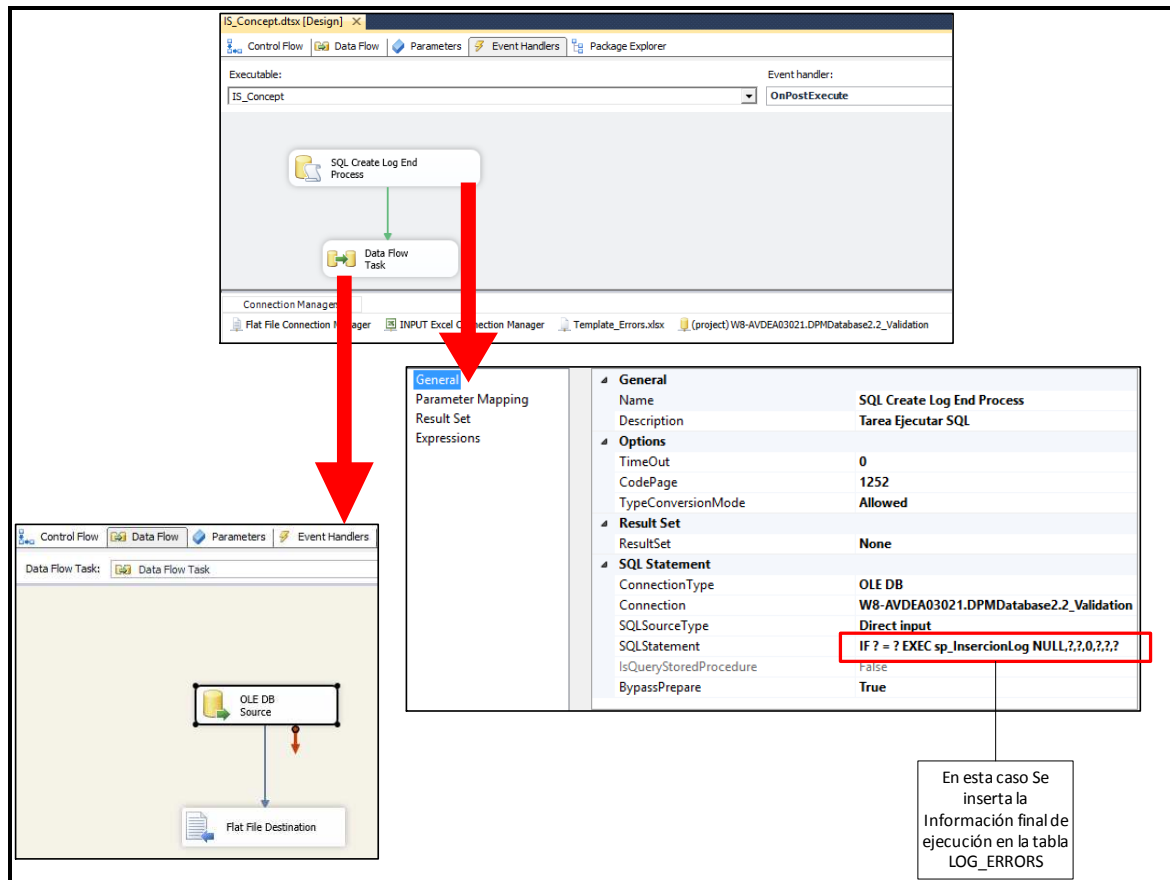 IS_Concept.dtsx [Design]
Control Flow Data Flow Parameters Event Handlers Package Explorer
Executable: Event handler:
IS_Concept OnPostExecute
SQL Create Log End
Process
Data Flow
Task
Connection Managers
Flat File Connection Manager INPUT Excel Connection Manager Template_Errors.xlsx (project) W8-AVDEA03021.DPMDatabase2.2_Validation
General
Parameter Mapping
Result Set
Expressions
General
Name SQL Create Log End Process
Description Tarea Ejecutar SQL
Options
TimeOut 0
CodePage 1252
TypeConversionMode Allowed
Result Set
ResultSet None
SQL Statement
ConnectionType OLE DB
Connection W8-AVDEA03021.DPMDatabase2.2_Validation
SQLSourceType Direct input
SQLStatement IF ? = ? EXEC sp_InsercionLog NULL,?,?,0,?,?,?
IsQueryStoredProcedure False
BypassPrepare True
Control Flow Data Flow Parameters Event Handlers
Data Flow Task: Data Flow Task
OLE DB
Source
Flat File Destination
En esta caso Se
inserta la
Información final de
ejecución en la tabla
LOG_ERRORS